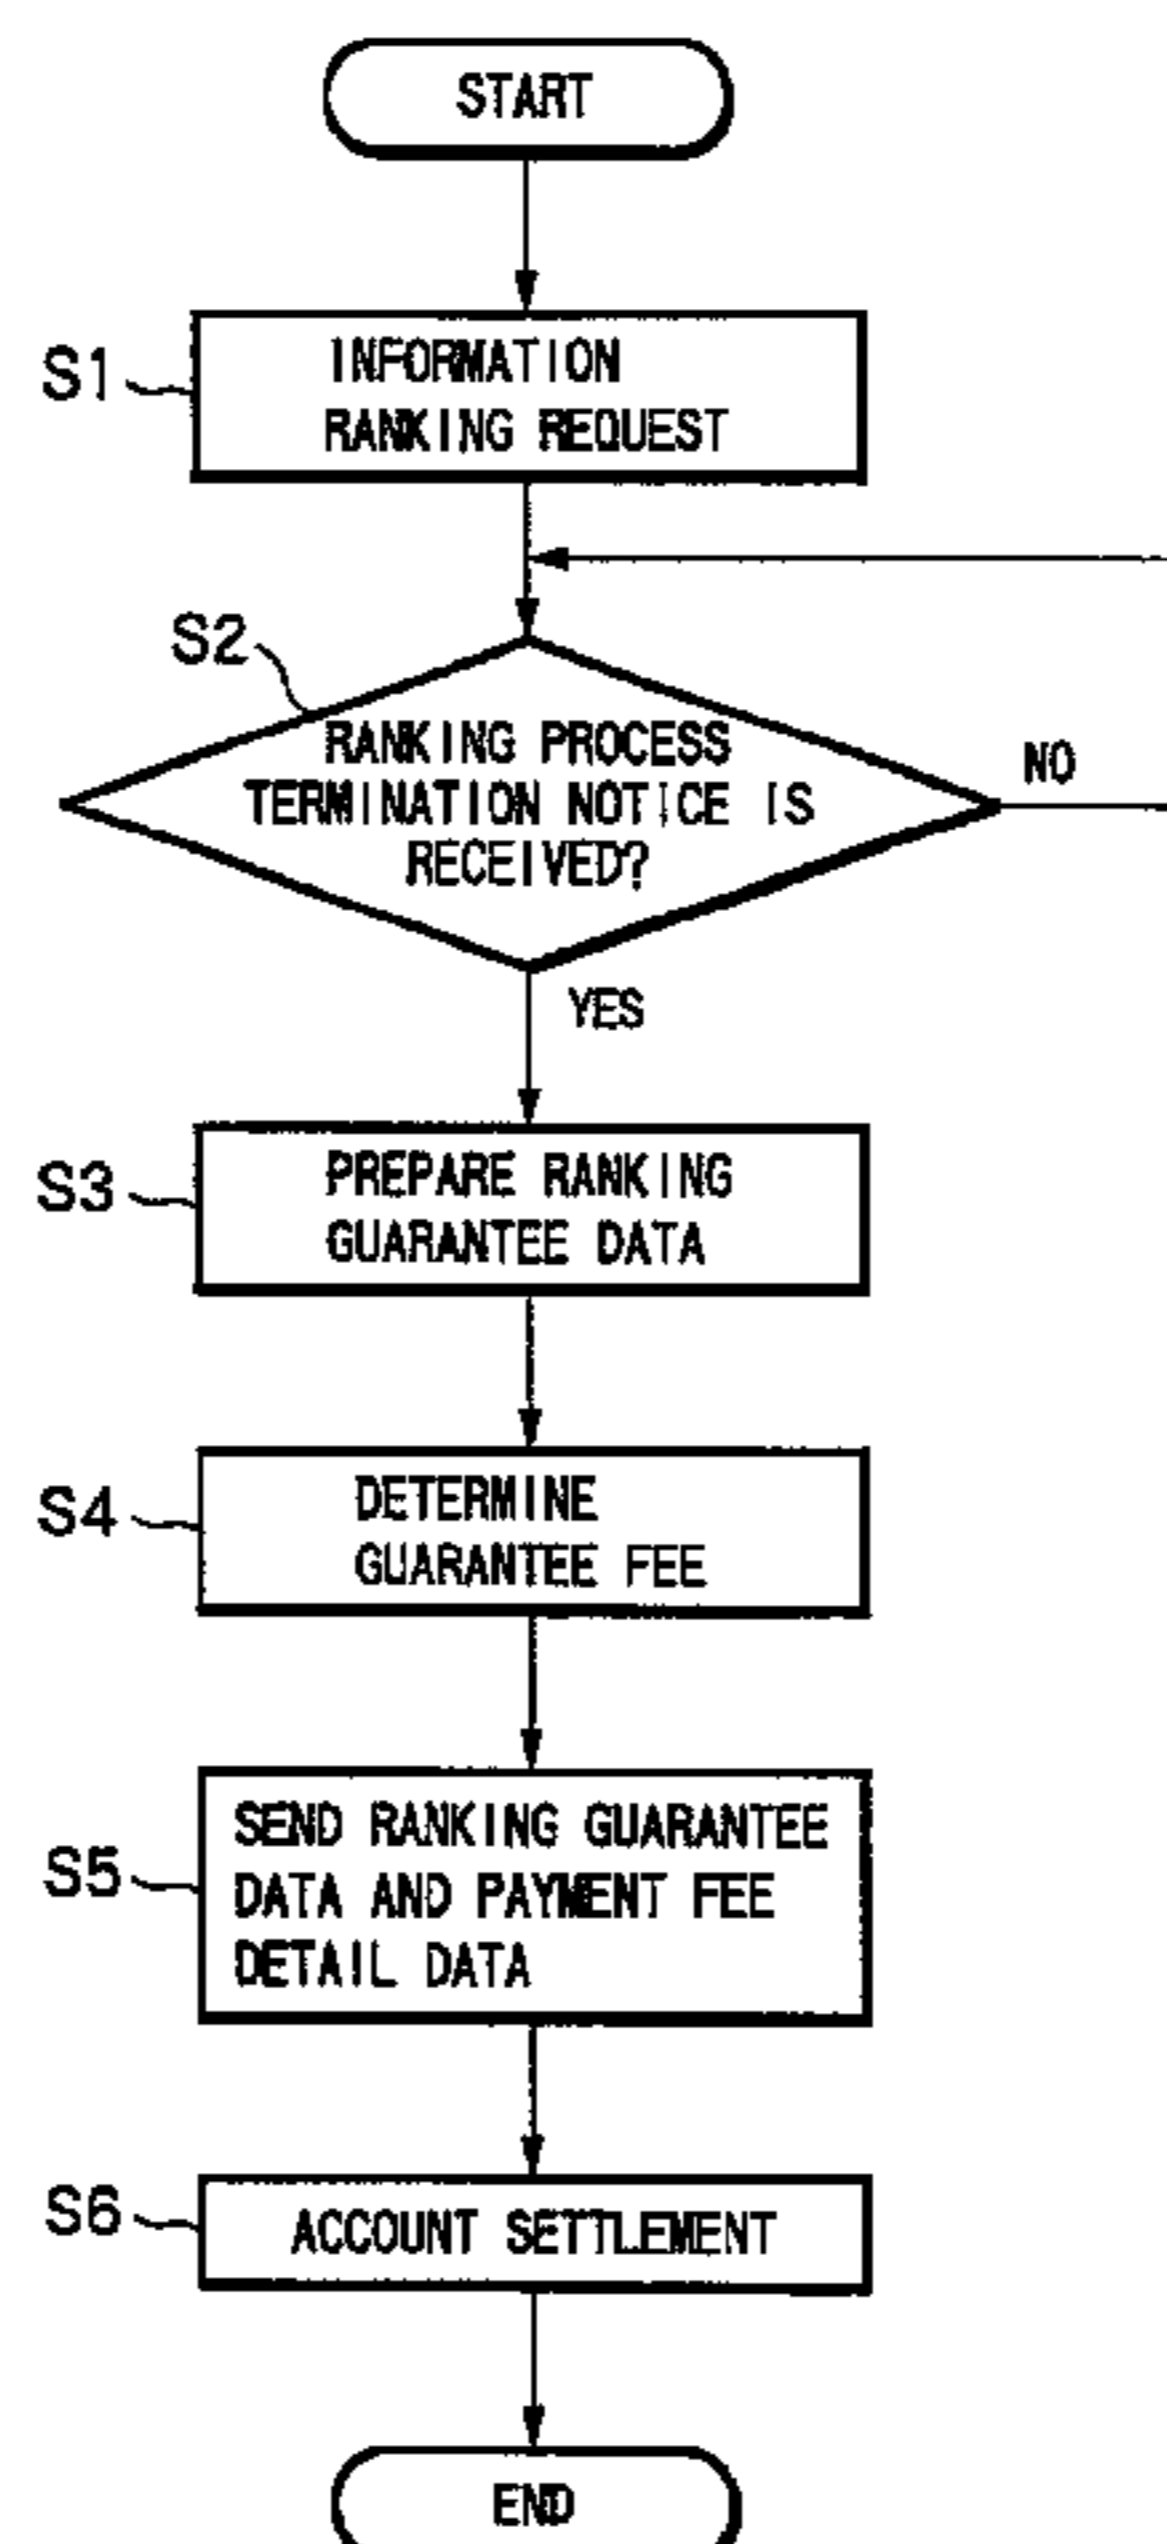 START
S1
INFORMATION
RANKING REQUEST
S2
RANKING PROCESS
TERMINATION NOTICE IS
RECEIVED?
NO
YES
S3
PREPARE RANKING
GUARANTEE DATA
S4
DETERMINE
GUARANTEE FEE
S5
SEND RANKING GUARANTEE
DATA AND PAYMENT FEE
DETAIL DATA
S6
ACCOUNT SETTLEMENT
END